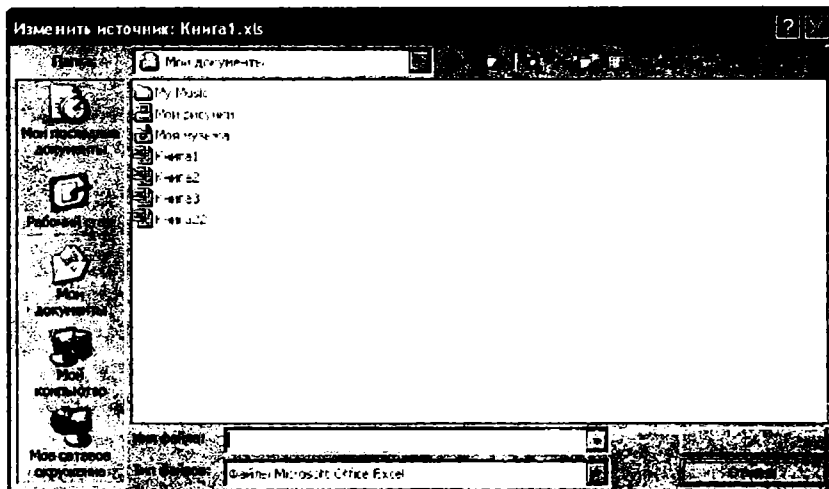 Изменить источник: Книга1.xls
Папка:
Мои документы
My Music
Мои рисунки
Моя музыка
Книга1
Книга2
Книга3
Книга22
Мои последние документы
Рабочий стол
Мои документы
Мой компьютер
Мое сетевое окружение
Имя файла:
Тип файлов:
Файлы Microsoft Office Excel